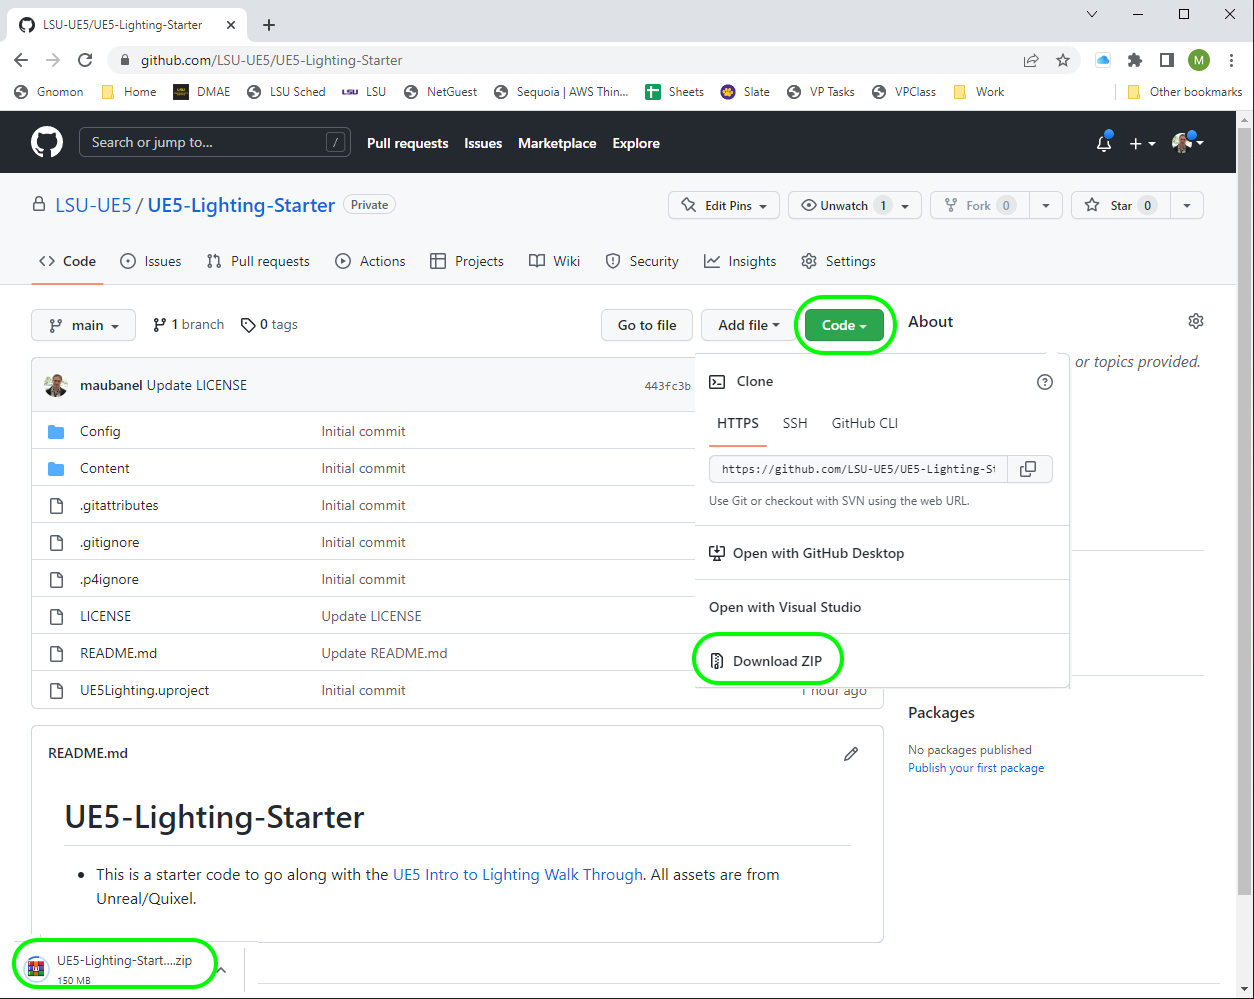 LSU-UE5/UE5-Lighting-Starter
github.com/LSU-UE5/UE5-Lighting-Starter
M
Gnomon Home DMAE LSU Sched LSU LSU NetGuest Sequoia | AWS Thin... Sheets Slate VP Tasks VPClass Work Other bookmarks
Search or jump to... / Pull requests Issues Marketplace Explore
LSU-UE5 / UE5-Lighting-Starter Private Edit Pins Unwatch 1 Fork 0 Star 0
Code Issues Pull requests Actions Projects Wiki Security Insights Settings
main 1 branch 0 tags Go to file Add file Code About
or topics provided.
maubanel Update LICENSE 443fc3b
Clone
HTTPS SSH GitHub CLI
Config Initial commit
Content Initial commit
https://github.com/LSU-UE5/UE5-Lighting-St
.gitattributes Initial commit
Use Git or checkout with SVN using the web URL.
.gitignore Initial commit
Open with GitHub Desktop
.p4ignore Initial commit
Open with Visual Studio
LICENSE Update LICENSE
README.md Update README.md
Download ZIP
UE5Lighting.uproject Initial commit 1 hour ago
Packages
No packages published
Publish your first package
README.md
UE5-Lighting-Starter
This is a starter code to go along with the UE5 Intro to Lighting Walk Through. All assets are from
Unreal/Quixel.
UE5-Lighting-Start....zip
150 MB